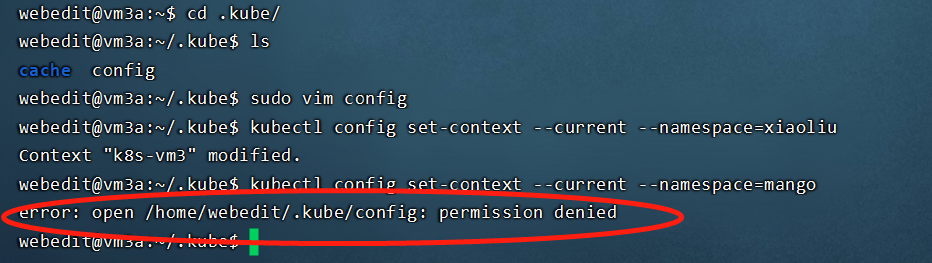 webedit@vm3a:~$ cd .kube/
webedit@vm3a:~/.kube$ ls
cache  config
webedit@vm3a:~/.kube$ sudo vim config
webedit@vm3a:~/.kube$ kubectl config set-context --current --namespace=xiaoliu
Context "k8s-vm3" modified.
webedit@vm3a:~/.kube$ kubectl config set-context --current --namespace=mango
error: open /home/webedit/.kube/config: permission denied
webedit@vm3a:~/.kube$